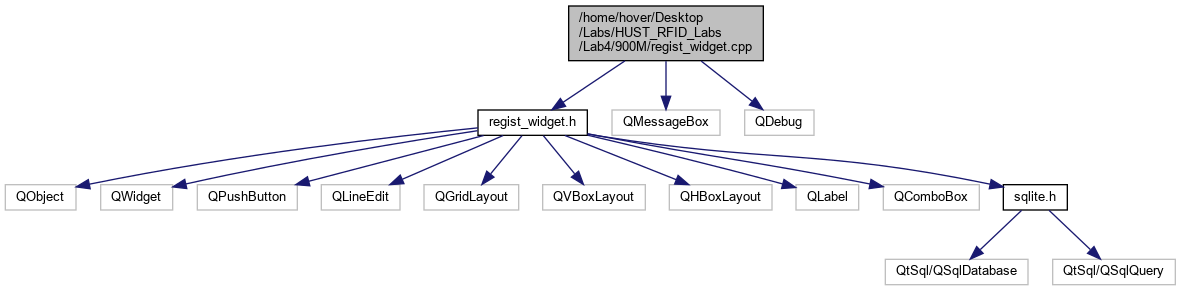 /home/hover/Desktop
/Labs/HUST_RFID_Labs
/Lab4/900M/regist_widget.cpp
regist_widget.h
QMessageBox
QDebug
QObject
QWidget
QPushButton
QLineEdit
QGridLayout
QVBoxLayout
QHBoxLayout
QLabel
QComboBox
sqlite.h
QtSql/QSqlDatabase
QtSql/QSqlQuery